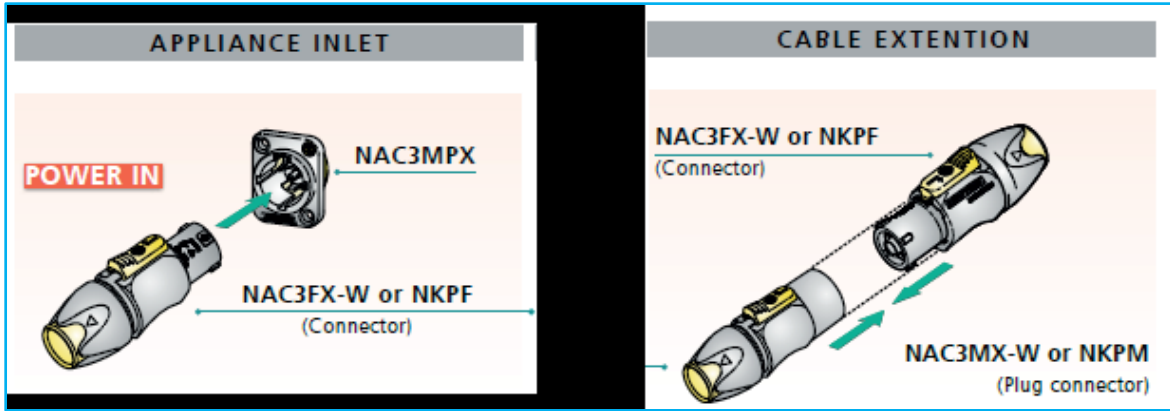 APPLIANCE INLET
POWER IN
NAC3MPX
NAC3FX-W or NKPF
(Connector)
CABLE EXTENTION
NAC3FX-W or NKPF
(Connector)
NAC3MX-W or NKPM
(Plug connector)